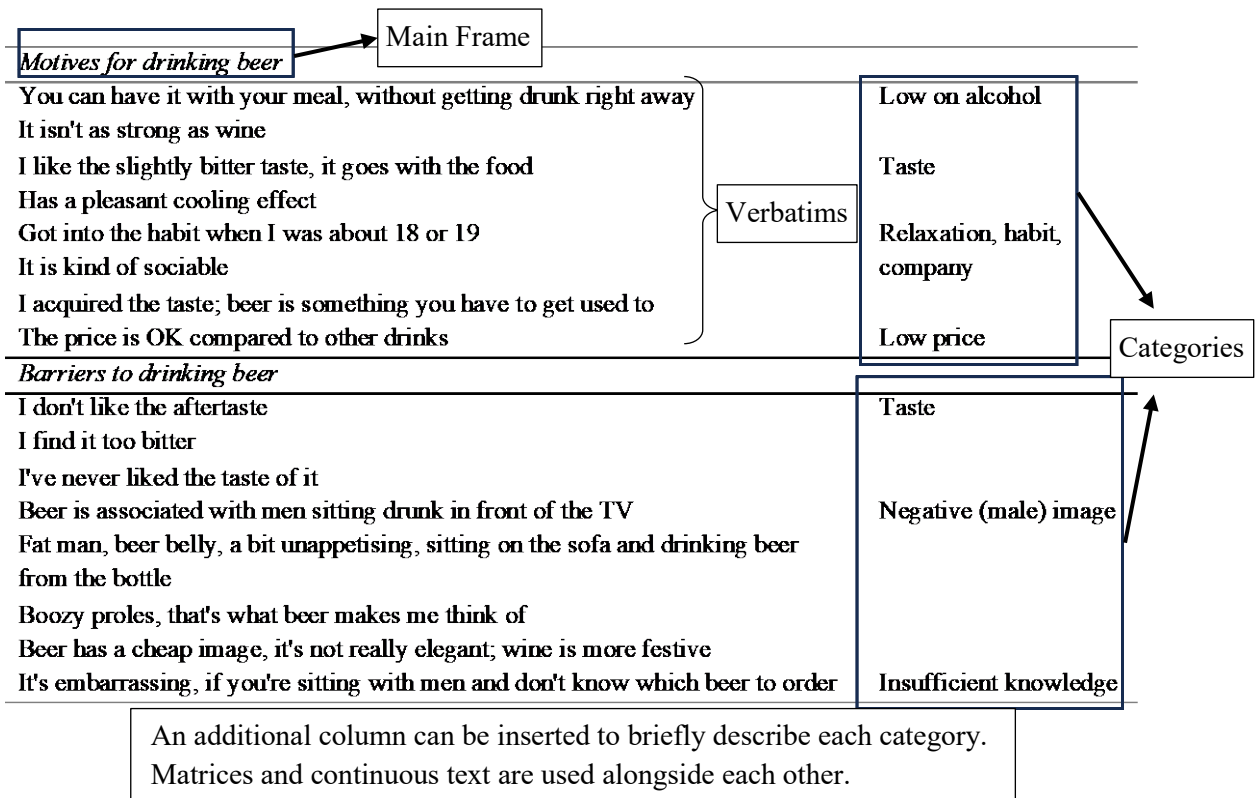 Main Frame
Motives for drinking beer
You can have it with your meal, without getting drunk right away
Low on alcohol
It isn't as strong as wine
I like the slightly bitter taste, it goes with the food
Taste
Has a pleasant cooling effect
Verbatims
Got into the habit when I was about 18 or 19
Relaxation, habit,
It is kind of sociable
company
I acquired the taste; beer is something you have to get used to
The price is OK compared to other drinks
Low price
Categories
Barriers to drinking beer
I don't like the aftertaste
Taste
I find it too bitter
I've never liked the taste of it
Beer is associated with men sitting drunk in front of the TV
Negative (male) image
Fat man, beer belly, a bit unappetising, sitting on the sofa and drinking beer
from the bottle
Boozy proles, that's what beer makes me think of
Beer has a cheap image, it's not really elegant; wine is more festive
It's embarrassing, if you're sitting with men and don't know which beer to order
Insufficient knowledge
An additional column can be inserted to briefly describe each category.
Matrices and continuous text are used alongside each other.